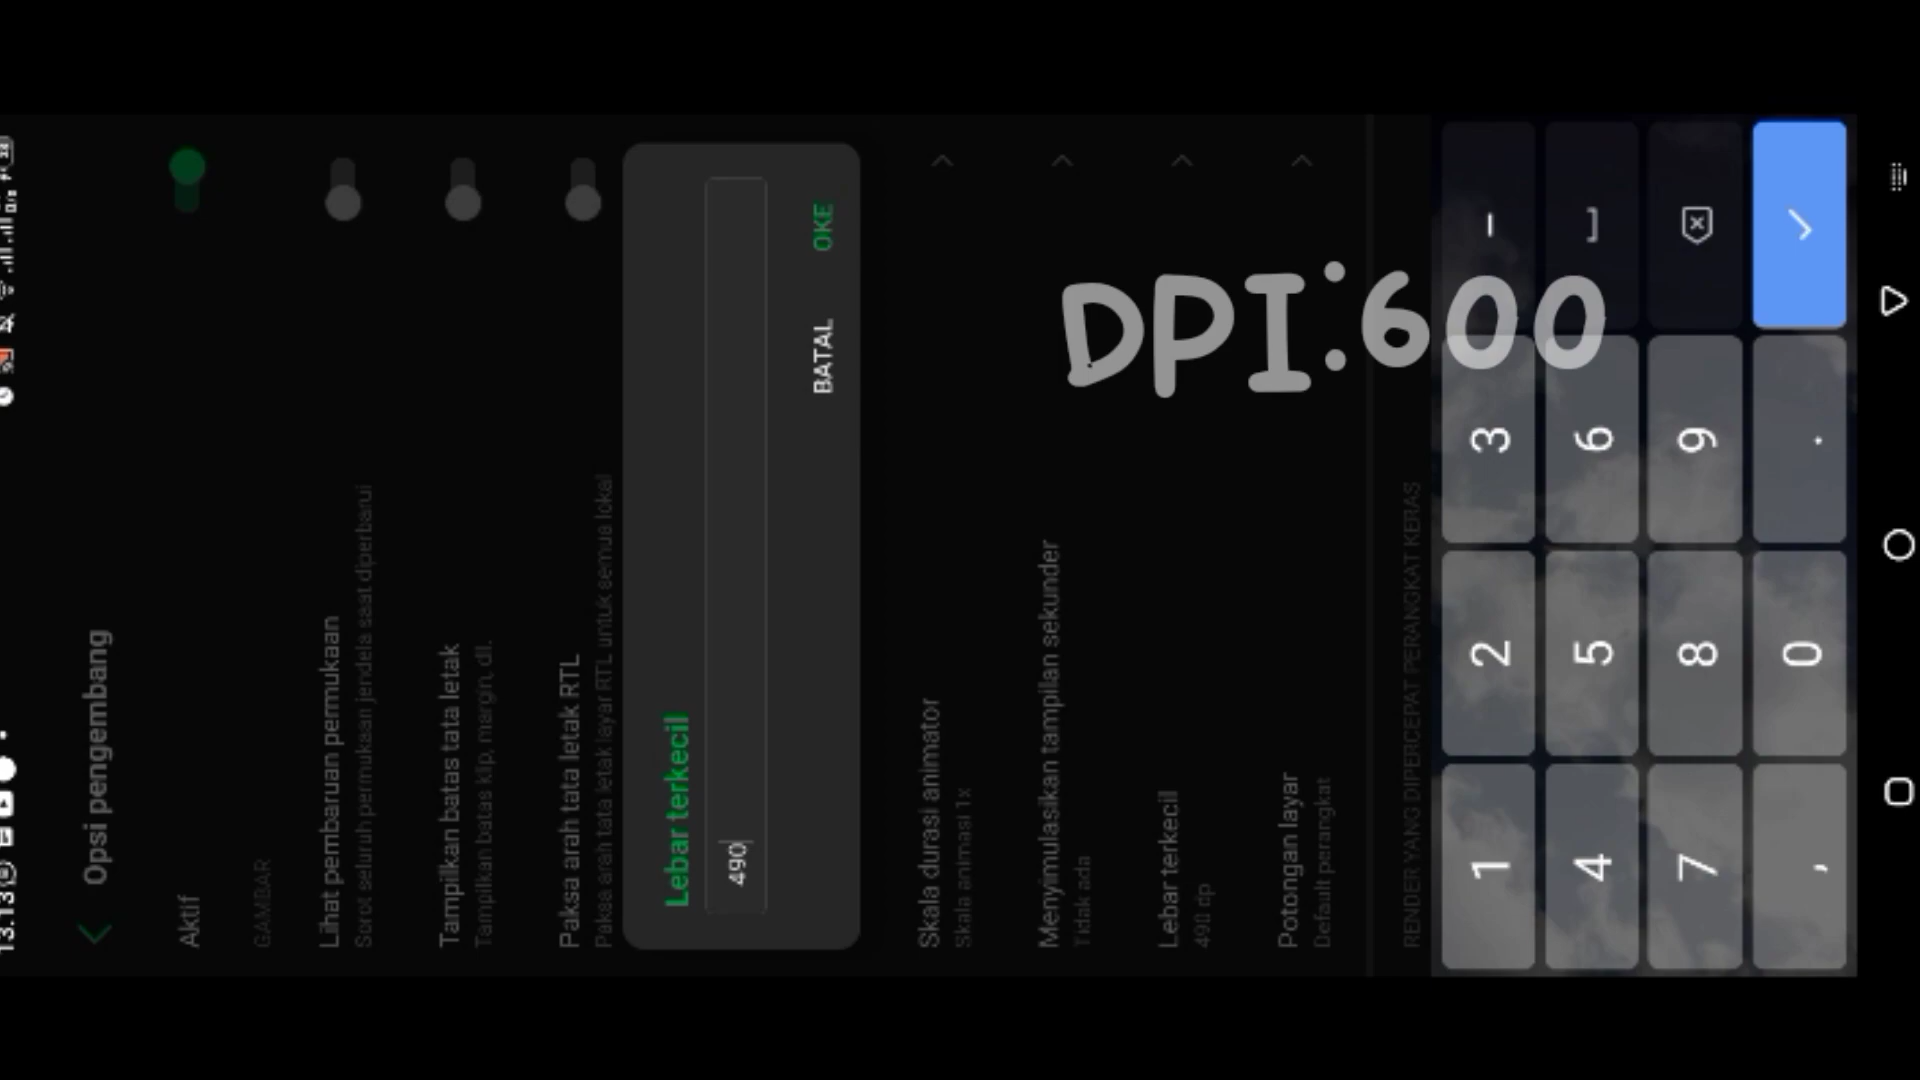 13.13
Opsi pengembang
Aktif
GAMBAR
Lihat pembaruan permukaan
Sorot seluruh permukaan jendela saat diperbarui
Tampilkan batas tata letak
Tampilkan batas klip, margin, dll.
Paksa arah tata letak RTL
Paksa arah tata letak layar RTL untuk semua lokal
Lebar terkecil
490
BATAL OKE
Skala durasi animator
Skala animasi 1x
Menyimulasikan tampilan sekunder
Tidak ada
Lebar terkecil
490 dp
Potongan layar
Default perangkat
RENDER YANG DIPERCEPAT PERANGKAT KERAS
DPI:600
1 2 3 –
4 5 6
7 8 9
, 0 .